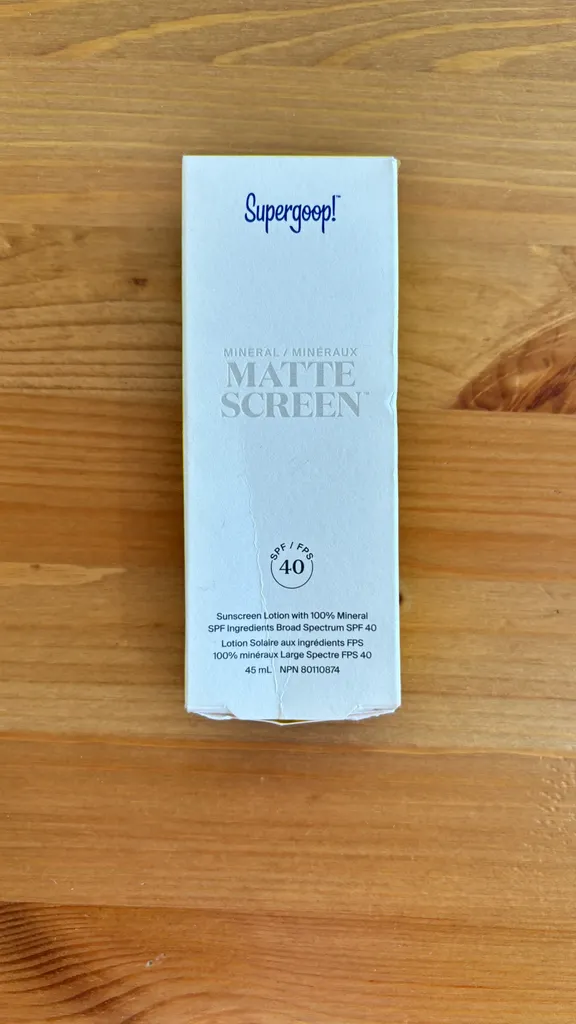 Supergoop!™
MINERAL / MINÉRAUX
MATTE
SCREEN™
SPF / FPS
40
Sunscreen Lotion with 100% Mineral
SPF Ingredients Broad Spectrum SPF 40
Lotion Solaire aux ingrédients FPS
100% minéraux Large Spectre FPS 40
45 mL NPN 80110874